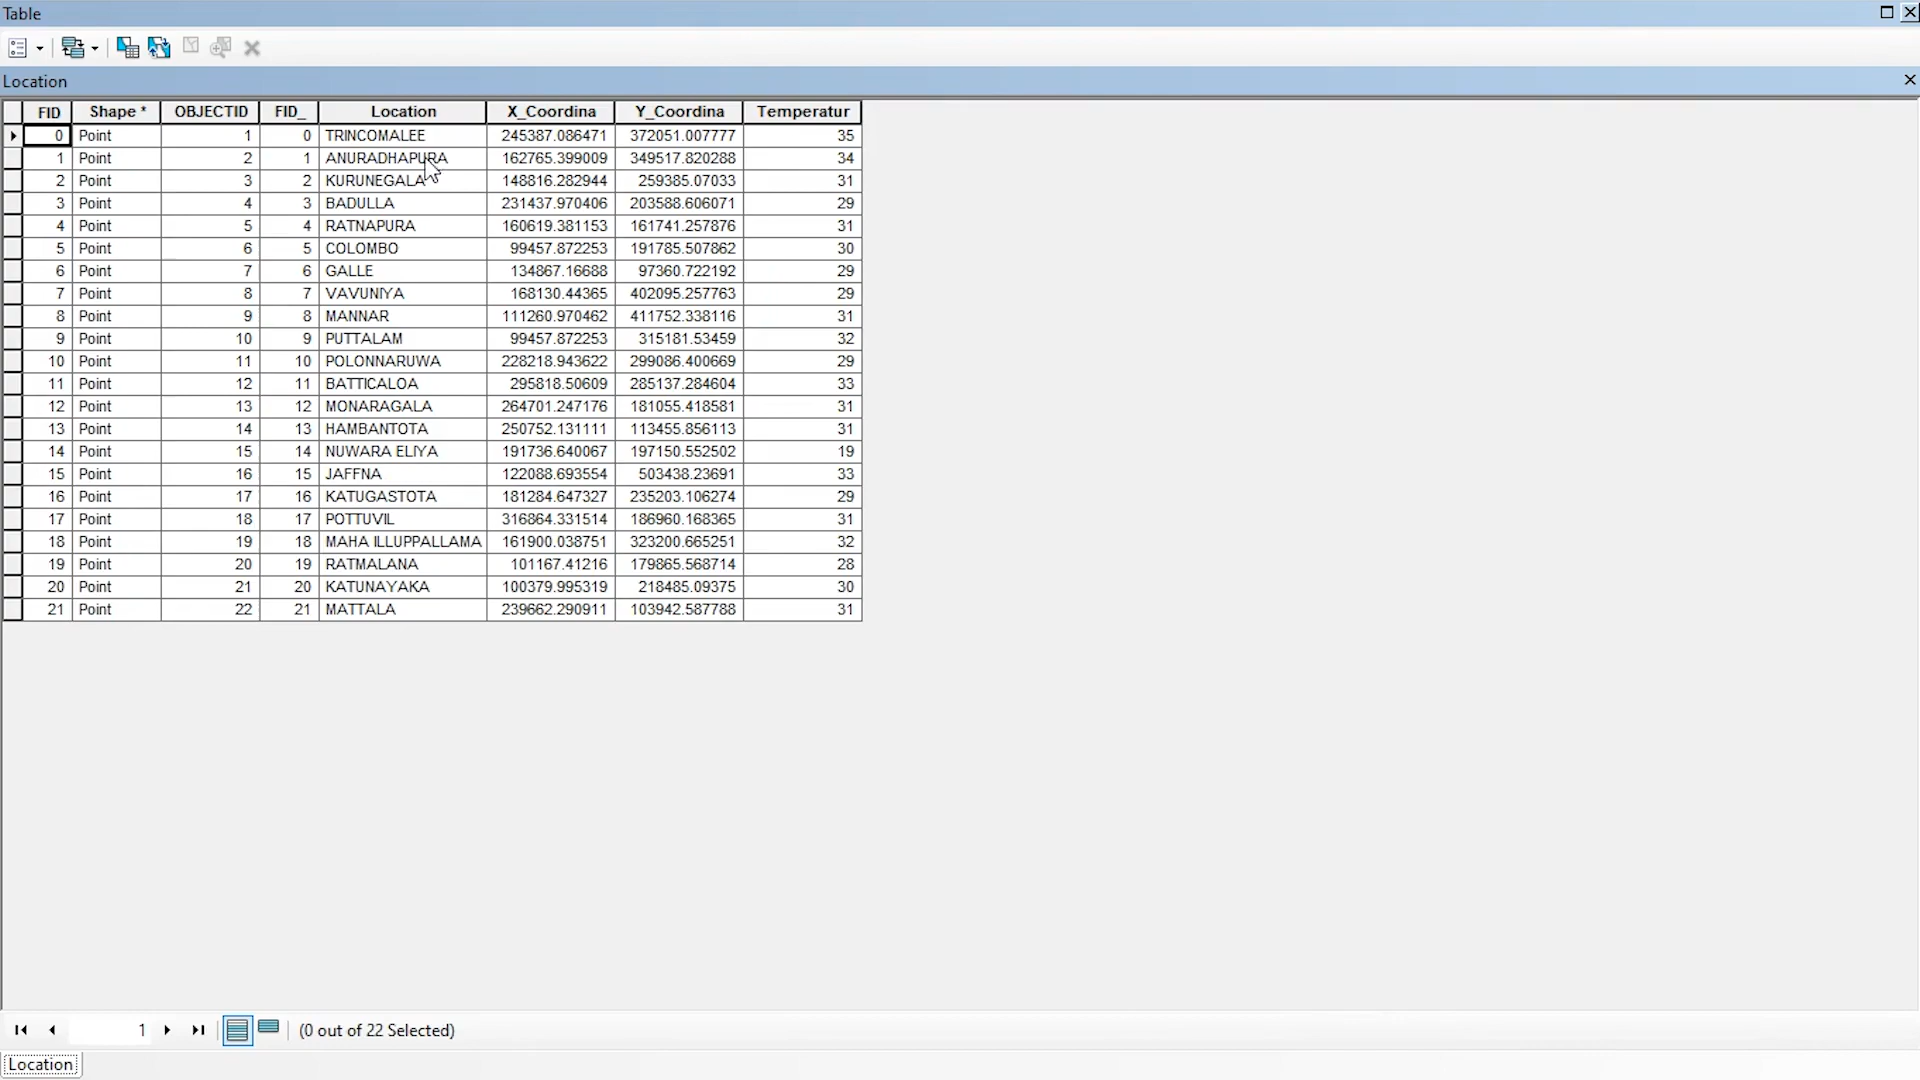 Table
Location
FID Shape * OBJECTID FID_ Location X_Coordina Y_Coordina Temperatur
0 Point 1 0 TRINCOMALEE 245387.086471 372051.007777 35
1 Point 2 1 ANURADHAPURA 162765.399009 349517.820288 34
2 Point 3 2 KURUNEGALA 148816.282944 259385.07033 31
3 Point 4 3 BADULLA 231437.970406 203588.606071 29
4 Point 5 4 RATNAPURA 160619.381153 161741.257876 31
5 Point 6 5 COLOMBO 99457.872253 191785.507862 30
6 Point 7 6 GALLE 134867.16688 97360.722192 29
7 Point 8 7 VAVUNIYA 168130.44365 402095.257763 29
8 Point 9 8 MANNAR 111260.970462 411752.338116 31
9 Point 10 9 PUTTALAM 99457.872253 315181.53459 32
10 Point 11 10 POLONNARUWA 228218.943622 299086.400669 29
11 Point 12 11 BATTICALOA 295818.50609 285137.284604 33
12 Point 13 12 MONARAGALA 264701.247176 181055.418581 31
13 Point 14 13 HAMBANTOTA 250752.131111 113455.856113 31
14 Point 15 14 NUWARA ELIYA 191736.640067 197150.552502 19
15 Point 16 15 JAFFNA 122088.693554 503438.23691 33
16 Point 17 16 KATUGASTOTA 181284.647327 235203.106274 29
17 Point 18 17 POTTUVIL 316864.331514 186960.168365 31
18 Point 19 18 MAHA ILLUPPALLAMA 161900.038751 323200.665251 32
19 Point 20 19 RATMALANA 101167.41216 179865.568714 28
20 Point 21 20 KATUNAYAKA 100379.995319 218485.09375 30
21 Point 22 21 MATTALA 239662.290911 103942.587788 31
1 (0 out of 22 Selected)
Location